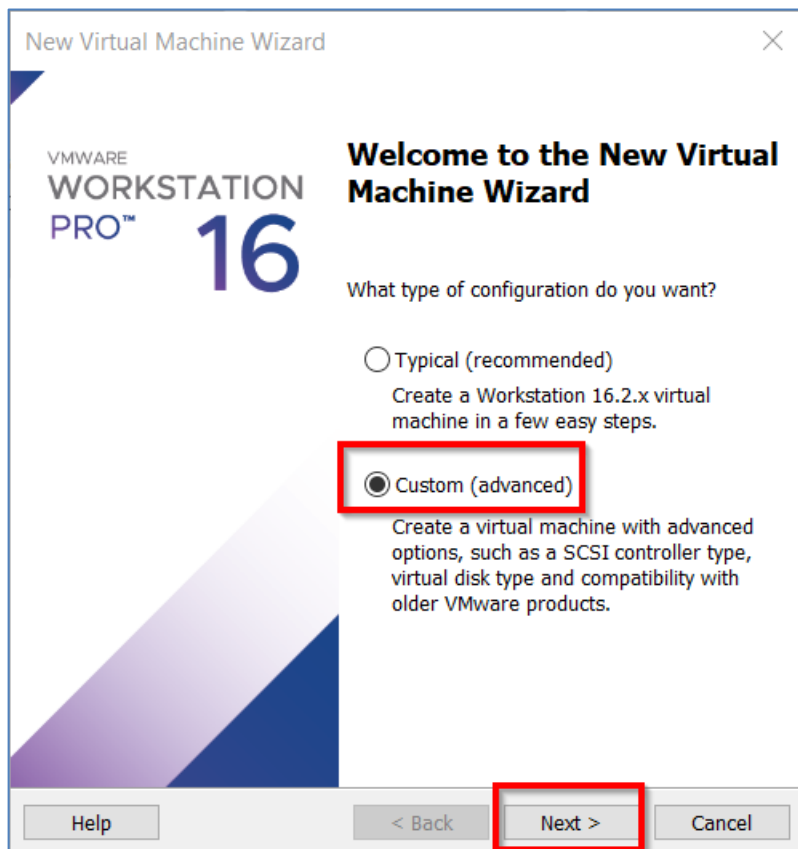 New Virtual Machine Wizard
VMWARE
WORKSTATION
PRO™ 16
Welcome to the New Virtual
Machine Wizard
What type of configuration do you want?
Typical (recommended)
Create a Workstation 16.2.x virtual
machine in a few easy steps.
Custom (advanced)
Create a virtual machine with advanced
options, such as a SCSI controller type,
virtual disk type and compatibility with
older VMware products.
Help < Back Next > Cancel